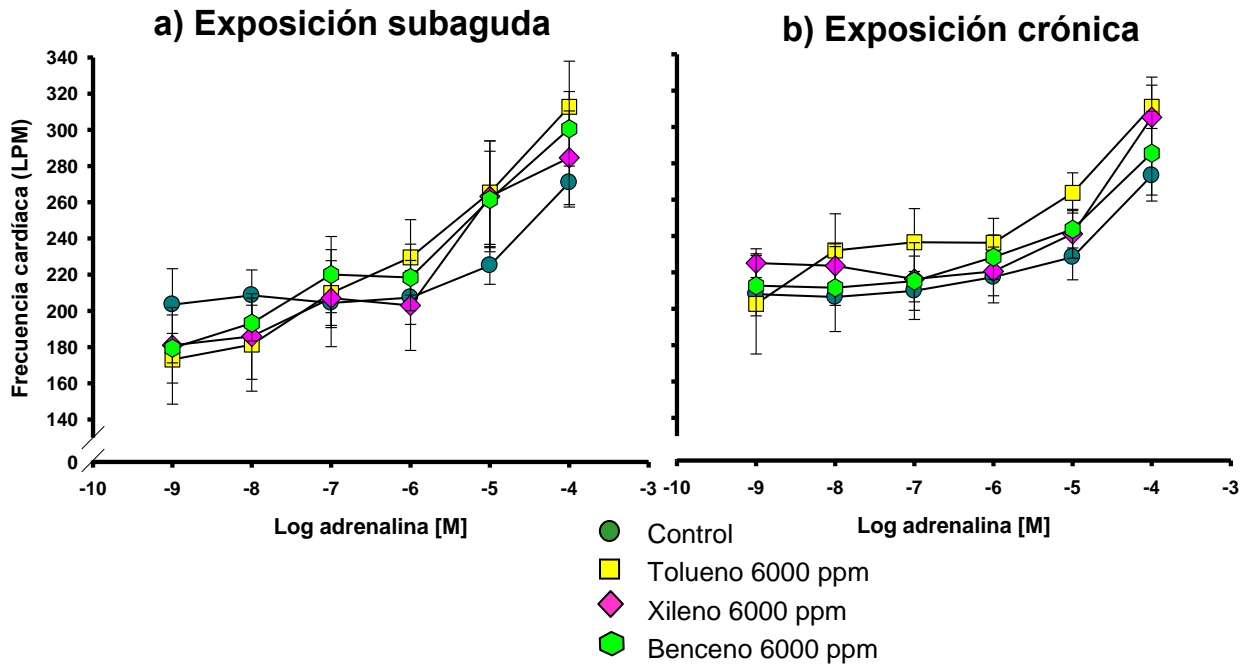 a) Exposición subaguda
b) Exposición crónica
Frecuencia cardíaca (LPM)
340
320
300
280
260
240
220
200
180
160
140
0
-10 -9 -8 -7 -6 -5 -4 -3
Log adrenalina [M]
-10 -9 -8 -7 -6 -5 -4 -3
Log adrenalina [M]
Control
Tolueno 6000 ppm
Xileno 6000 ppm
Benceno 6000 ppm